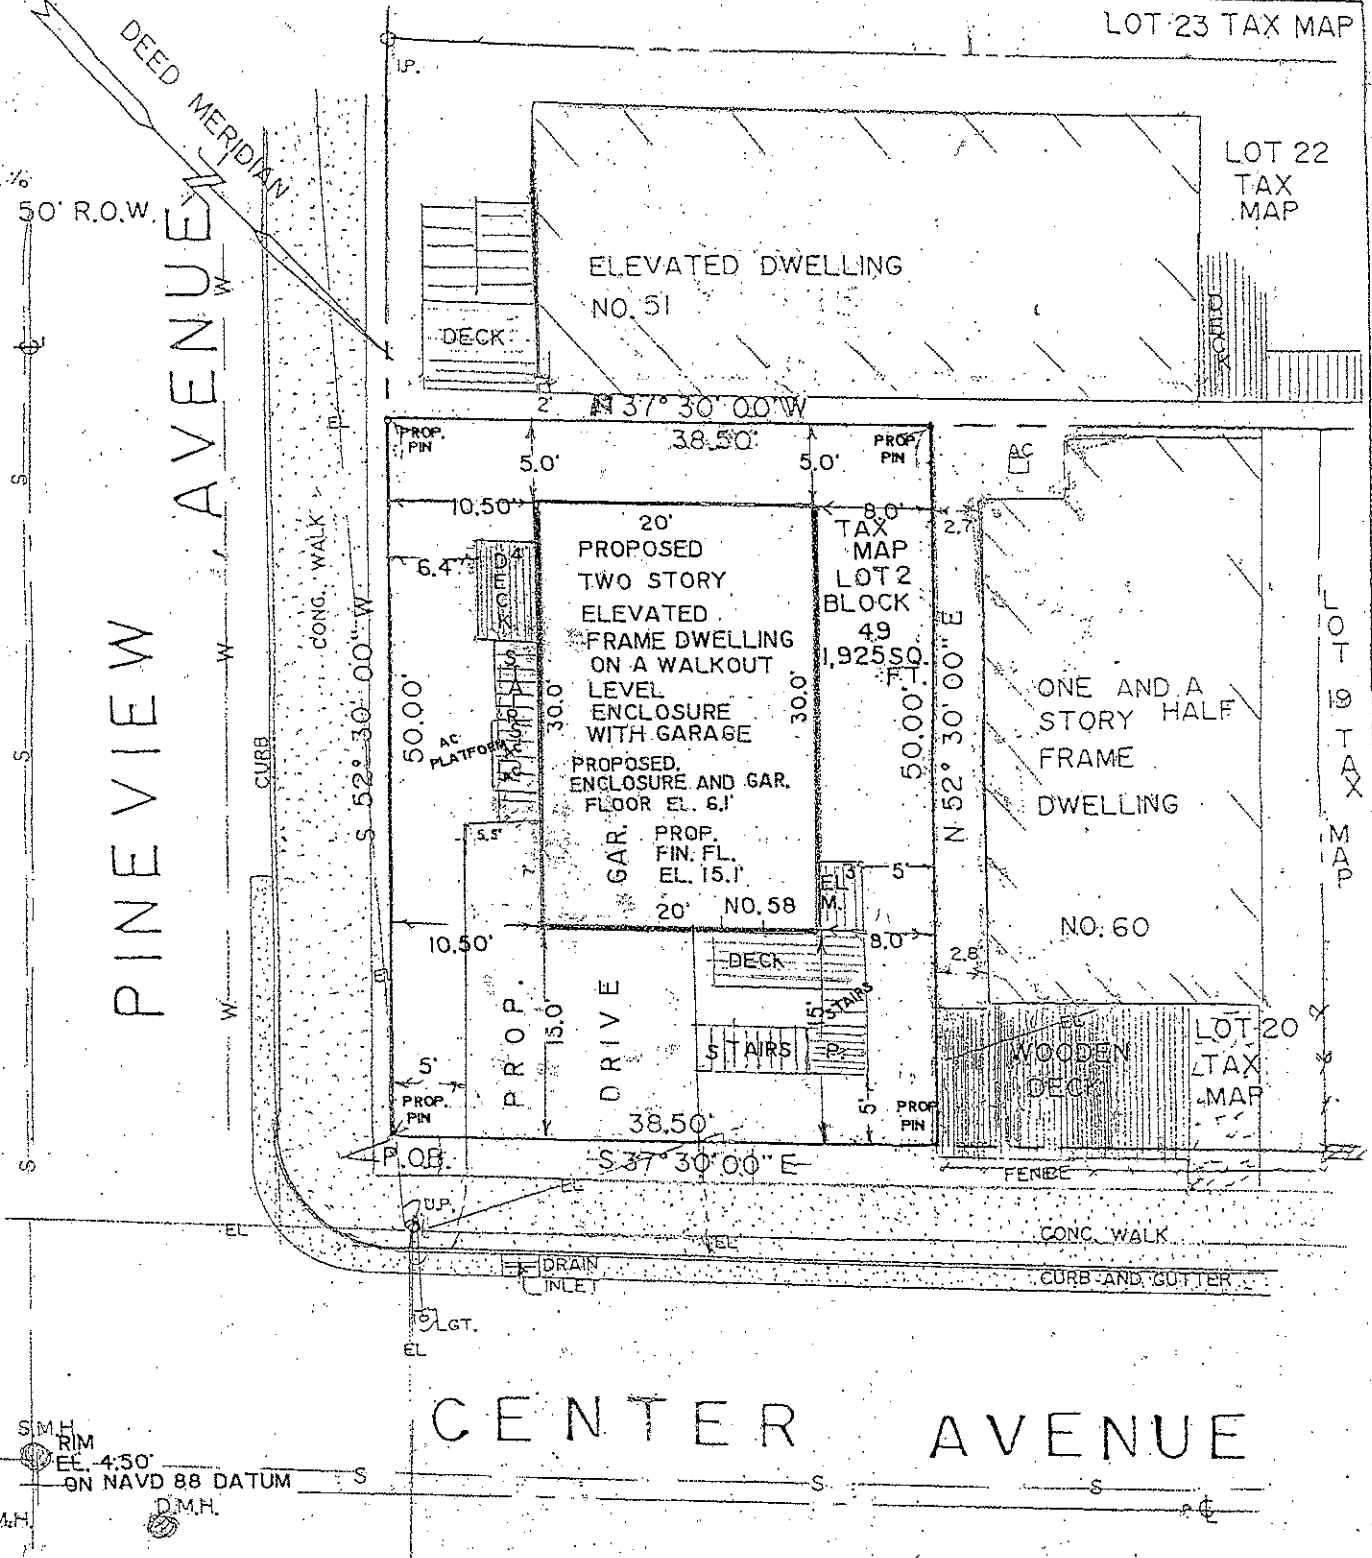 LOT 23 TAX MAP
DEED MERIDIAN
I.P.
50' R.O.W.
LOT 22
TAX
MAP
ELEVATED DWELLING
NO. 51
DECK
DECK
2'
N 37° 30' 00" W
38.50'
PROP.
PIN
PROP.
PIN
5.0'
5.0'
AC
10.50'
20'
8.0'
2.7
6.4
4'
DECK
PROPOSED
TWO STORY
ELEVATED
FRAME DWELLING
ON A WALKOUT
LEVEL
ENCLOSURE
WITH GARAGE
PROPOSED
ENCLOSURE AND GAR.
FLOOR EL. 6.1'
PROP.
FIN. FL.
EL. 15.1'
GAR.
20'
NO. 58
TAX
MAP
LOT 2
BLOCK
49
1,925 SQ.
FT.
STAIRS
AC
PLATFORM
30.0'
30.0'
50.00'
S 52° 30' 00" W
50.00'
N 52° 30' 00" E
ONE AND A
STORY HALF
FRAME
DWELLING
NO. 60
LOT 19 TAX MAP
CONC. WALK
CURB
PINEVIEW AVENUE
W
W
W
W
S
S
S
E
E
5.5'
7'
EL
M.
3'
5'
10.50'
8.0'
2.8
DECK
STAIRS
STAIRS
P.
PROP.
DRIVE
15.0'
15'
5'
5'
PROP.
PIN
PROP
PIN
38.50'
P.O.B.
S 37° 30' 00" E
EL
WOODEN
DECK
LOT 20
TAX
MAP
FENCE
U.P.
EL
EL
EL
CONC. WALK
DRAIN
INLET
CURB AND GUTTER
LGT.
EL
CENTER AVENUE
S.M.H.
RIM
EL. 4.50'
ON NAVD 88 DATUM
D.M.H.
M.H.
S
S
S